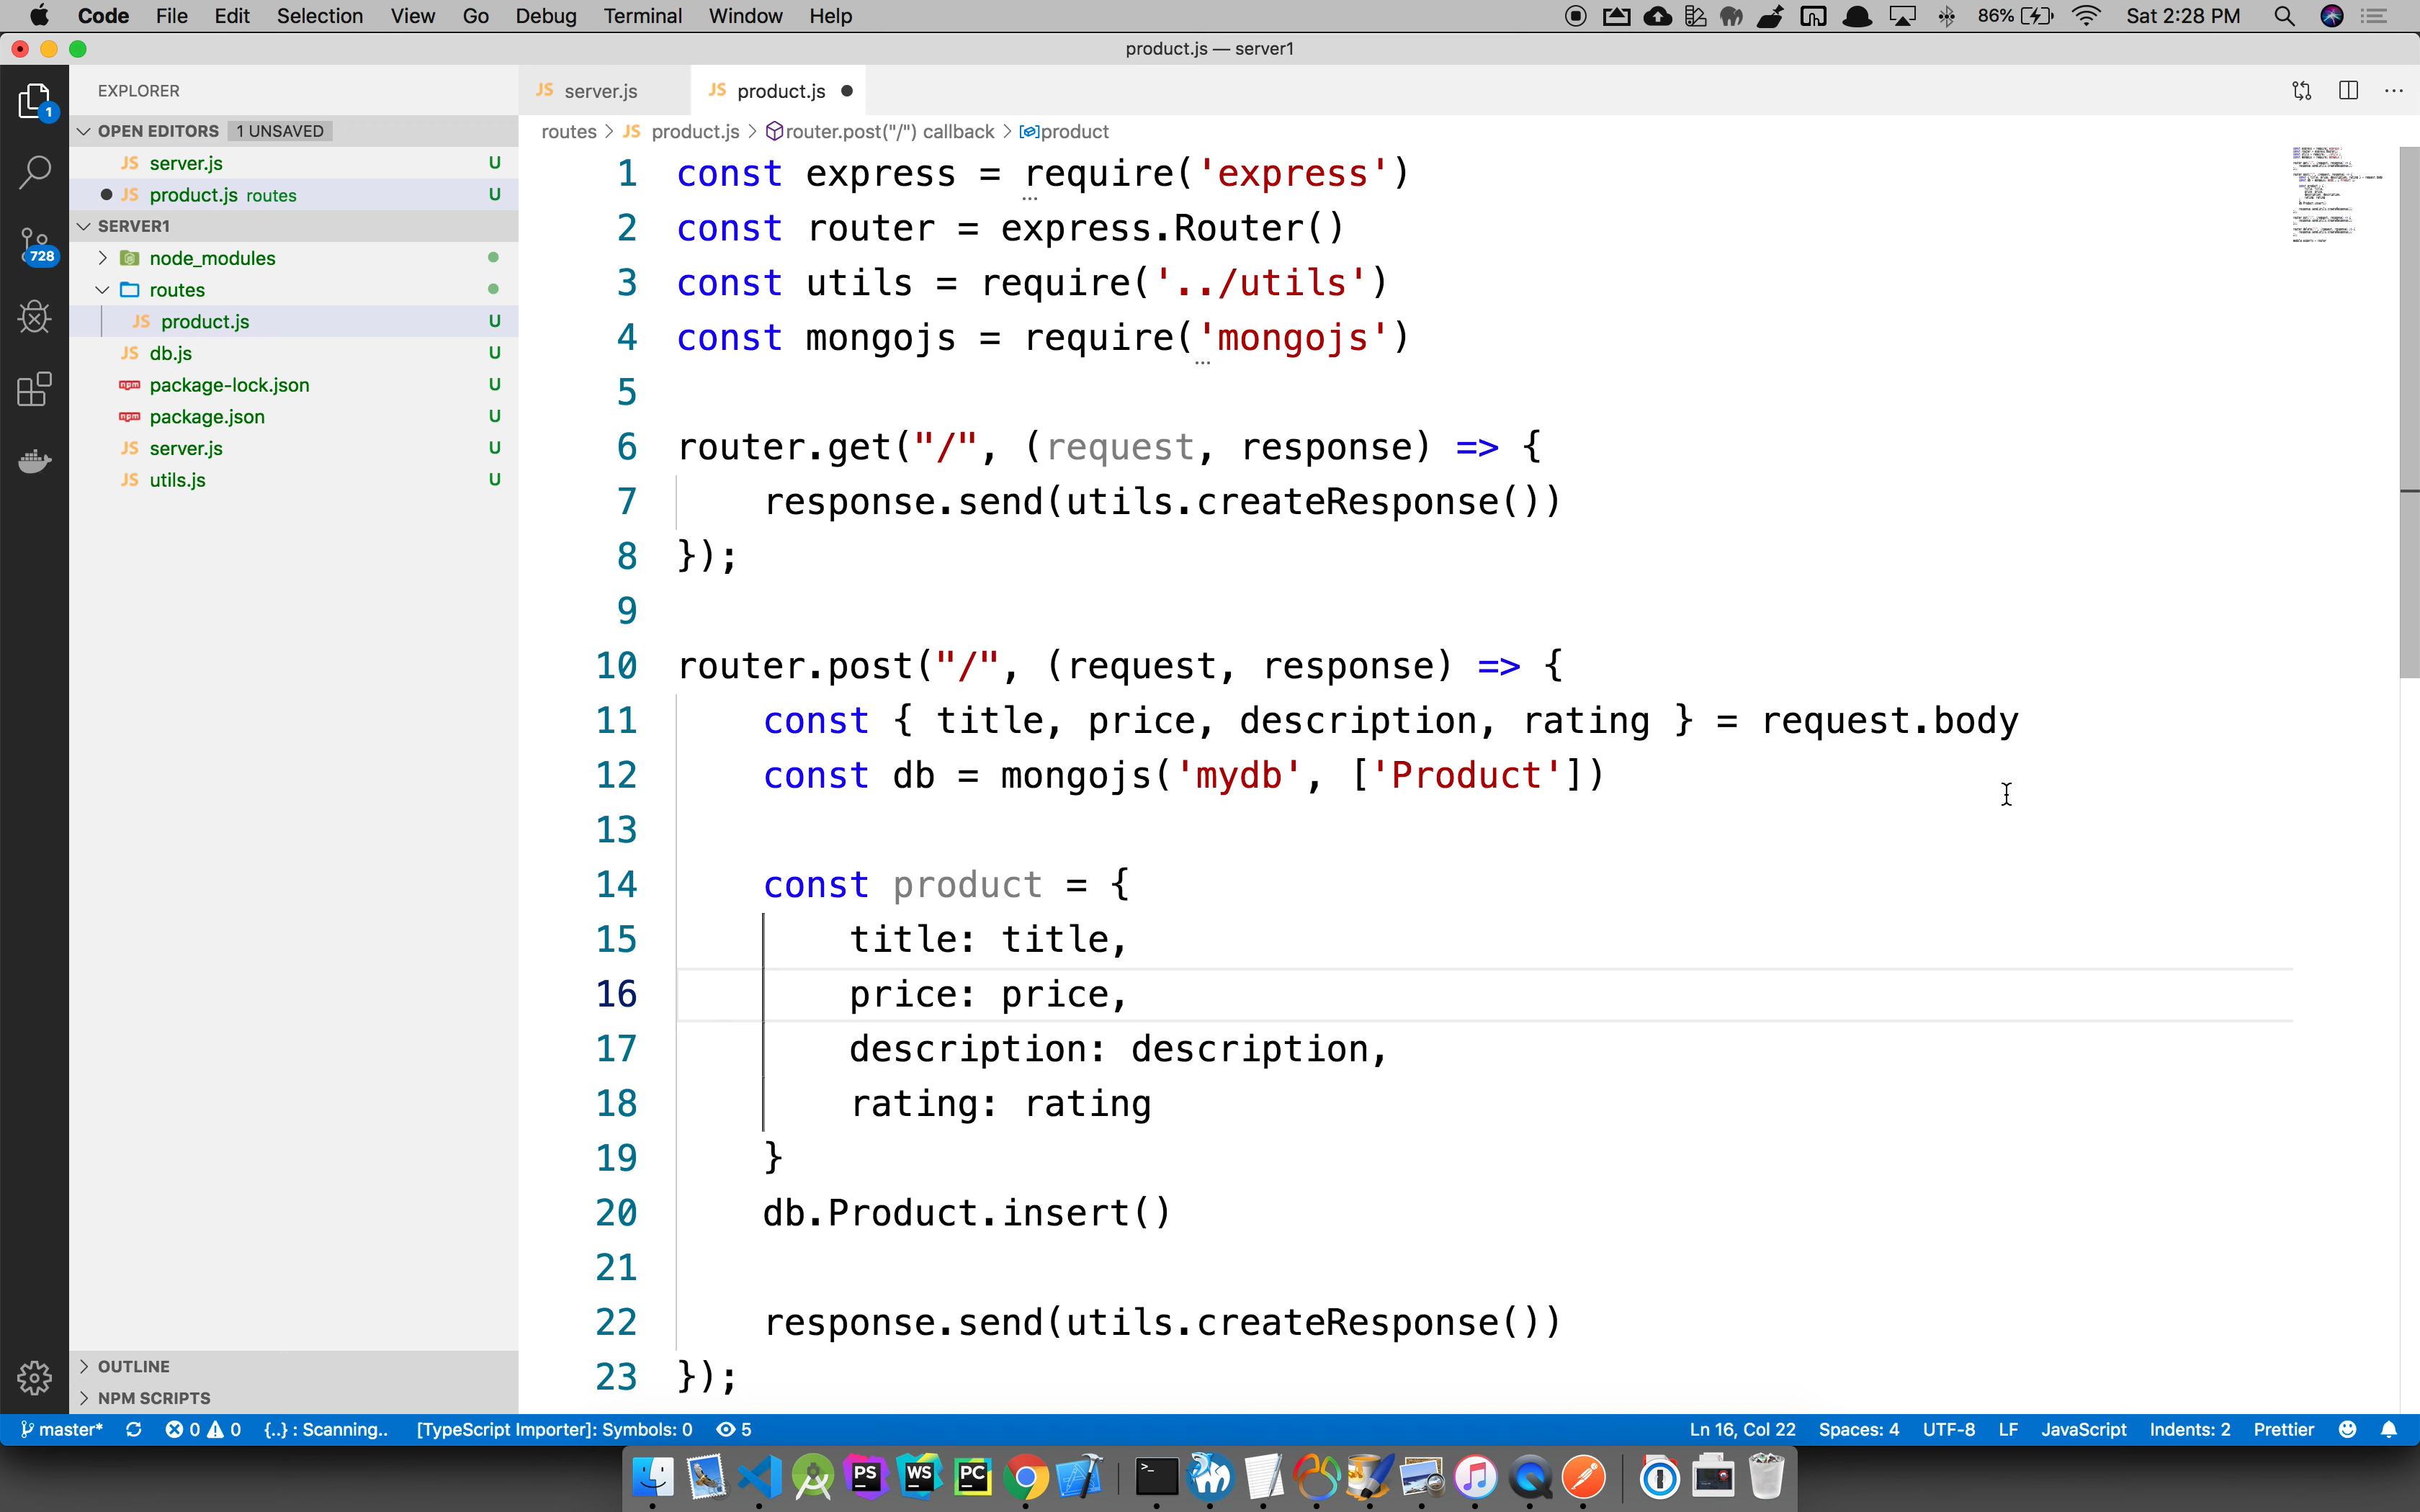 Code File Edit Selection View Go Debug Terminal Window Help
86% Sat 2:28 PM
product.js — server1
EXPLORER
OPEN EDITORS 1 UNSAVED
JS server.js U
JS product.js routes U
SERVER1
node_modules
routes
JS product.js U
JS db.js U
npm package-lock.json U
npm package.json U
JS server.js U
JS utils.js U
OUTLINE
NPM SCRIPTS
1
728
JS server.js JS product.js
routes > JS product.js > router.post("/") callback > product
1 const express = require('express')
2 const router = express.Router()
3 const utils = require('../utils')
4 const mongojs = require('mongojs')
5
6 router.get("/", (request, response) => {
7 response.send(utils.createResponse())
8 });
9
10 router.post("/", (request, response) => {
11 const { title, price, description, rating } = request.body
12 const db = mongojs('mydb', ['Product'])
13
14 const product = {
15 title: title,
16 price: price,
17 description: description,
18 rating: rating
19 }
20 db.Product.insert()
21
22 response.send(utils.createResponse())
23 });
master* 0 0 {..} : Scanning.. [TypeScript Importer]: Symbols: 0 5 Ln 16, Col 22 Spaces: 4 UTF-8 LF JavaScript Indents: 2 Prettier
PS WS PC